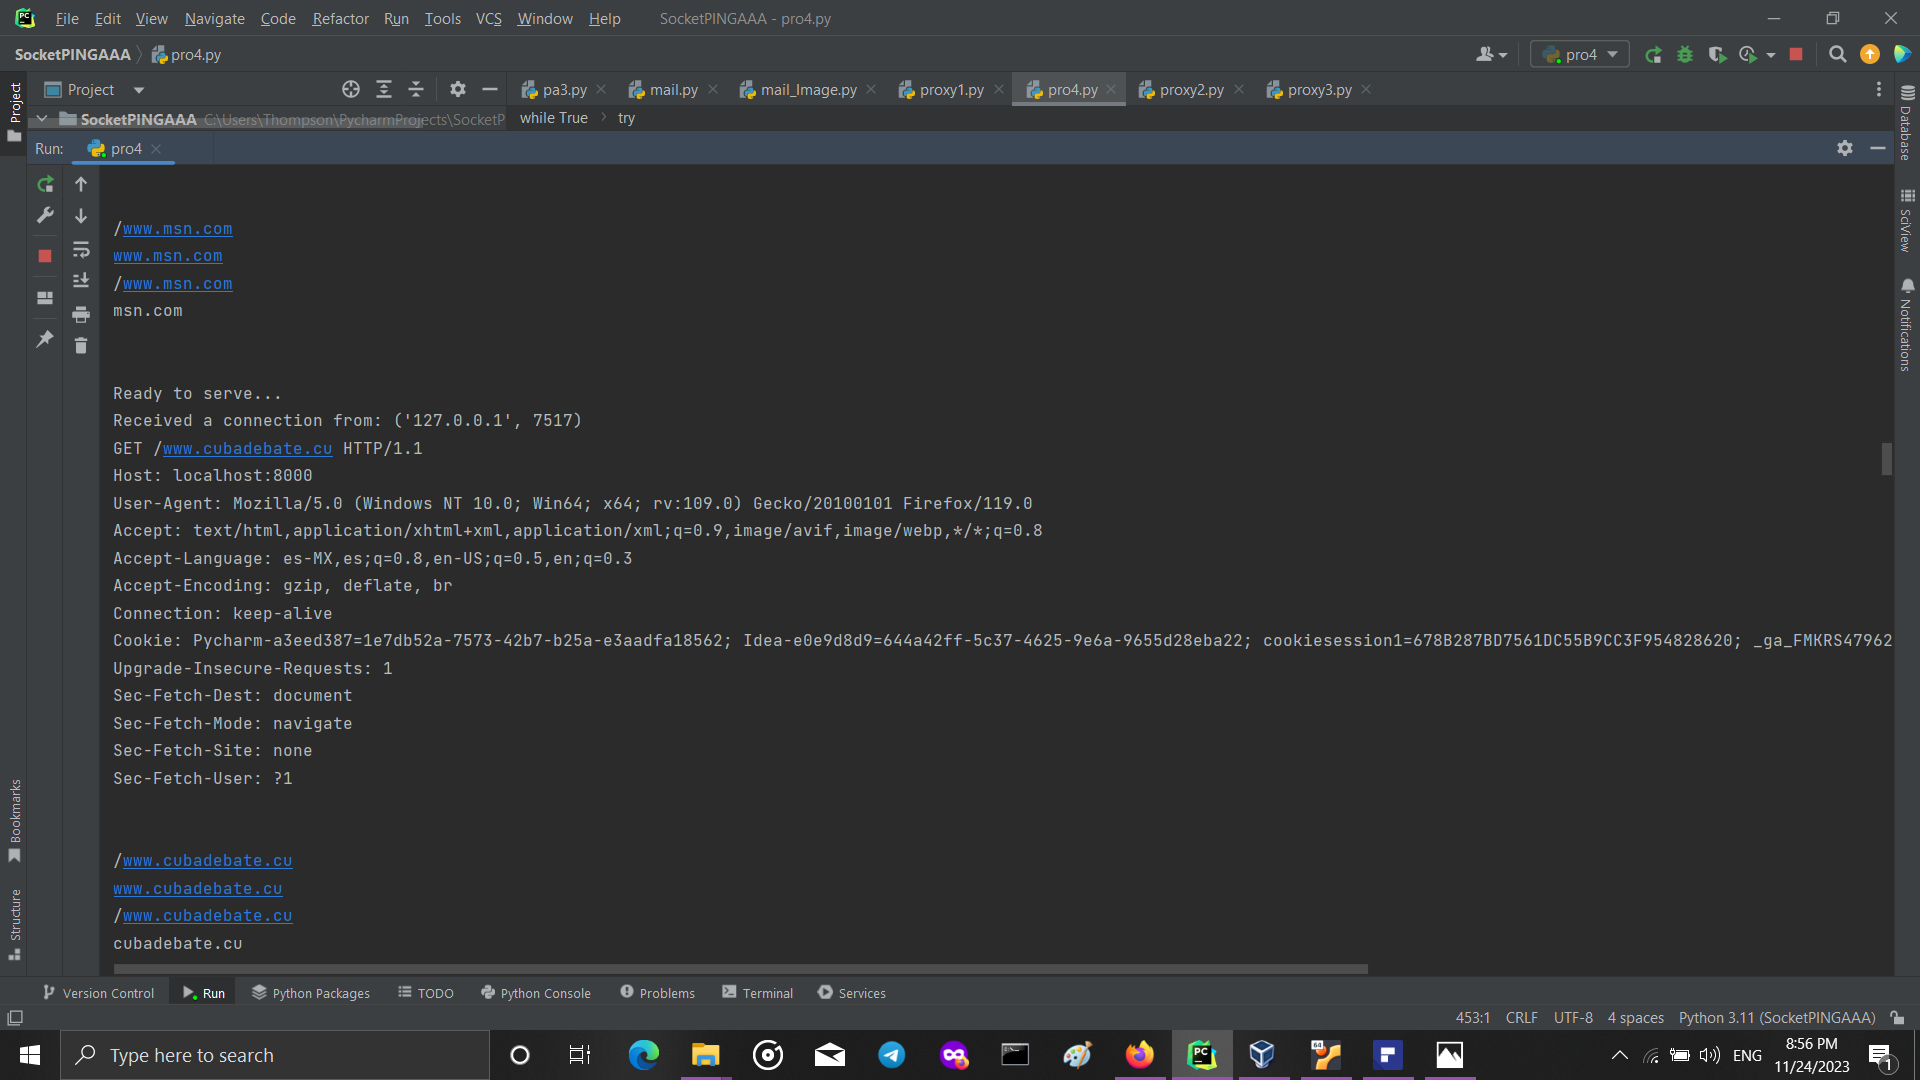 File Edit View Navigate Code Refactor Run Tools VCS Window Help SocketPINGAAA - pro4.py
SocketPINGAAA pro4.py
pro4
Project
pa3.py mail.py mail_Image.py proxy1.py pro4.py proxy2.py proxy3.py
SocketPINGAAA C:\Users\Thompson\PycharmProjects\SocketP
while True try
Run: pro4
Project
Database
SciView
Notifications
/www.msn.com
www.msn.com
/www.msn.com
msn.com
Ready to serve...
Received a connection from: ('127.0.0.1', 7517)
GET /www.cubadebate.cu HTTP/1.1
Host: localhost:8000
User-Agent: Mozilla/5.0 (Windows NT 10.0; Win64; x64; rv:109.0) Gecko/20100101 Firefox/119.0
Accept: text/html,application/xhtml+xml,application/xml;q=0.9,image/avif,image/webp,*/*;q=0.8
Accept-Language: es-MX,es;q=0.8,en-US;q=0.5,en;q=0.3
Accept-Encoding: gzip, deflate, br
Connection: keep-alive
Cookie: Pycharm-a3eed387=1e7db52a-7573-42b7-b25a-e3aadfa18562; Idea-e0e9d8d9=644a42ff-5c37-4625-9e6a-9655d28eba22; cookiesession1=678B287BD7561DC55B9CC3F954828620; _ga_FMKRS47962
Upgrade-Insecure-Requests: 1
Sec-Fetch-Dest: document
Sec-Fetch-Mode: navigate
Sec-Fetch-Site: none
Sec-Fetch-User: ?1
/www.cubadebate.cu
www.cubadebate.cu
/www.cubadebate.cu
cubadebate.cu
Bookmarks
Structure
Version Control Run Python Packages TODO Python Console Problems Terminal Services
453:1 CRLF UTF-8 4 spaces Python 3.11 (SocketPINGAAA)
Type here to search
ENG
8:56 PM
11/24/2023
1